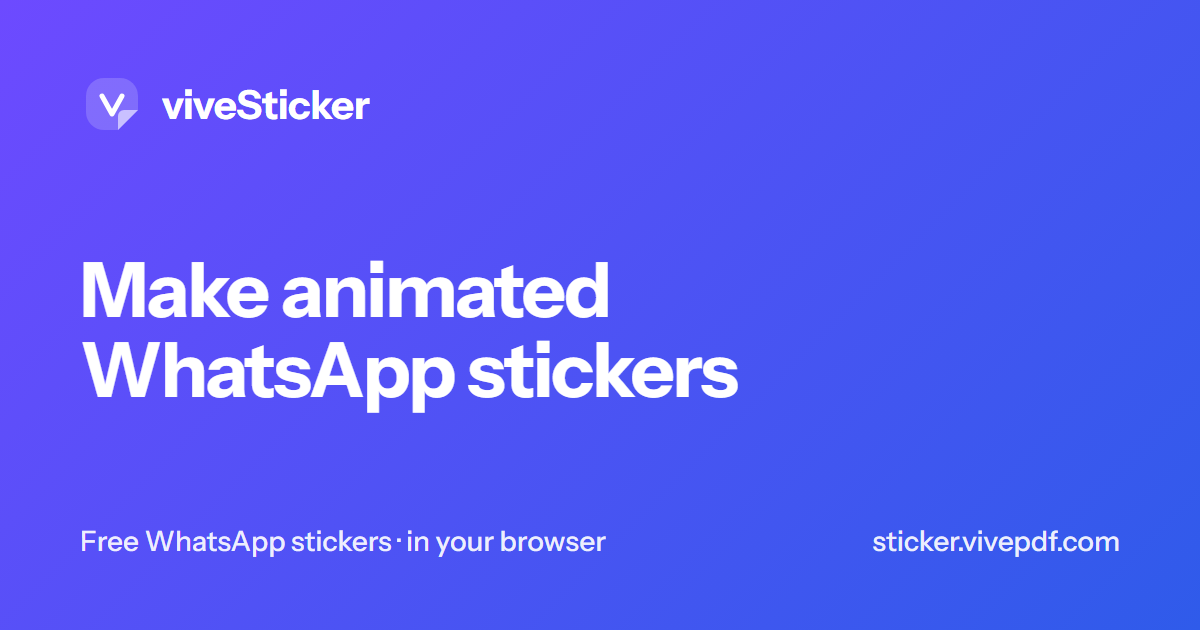 viveSticker
Make animated
WhatsApp stickers
Free WhatsApp stickers · in your browser
sticker.vivepdf.com